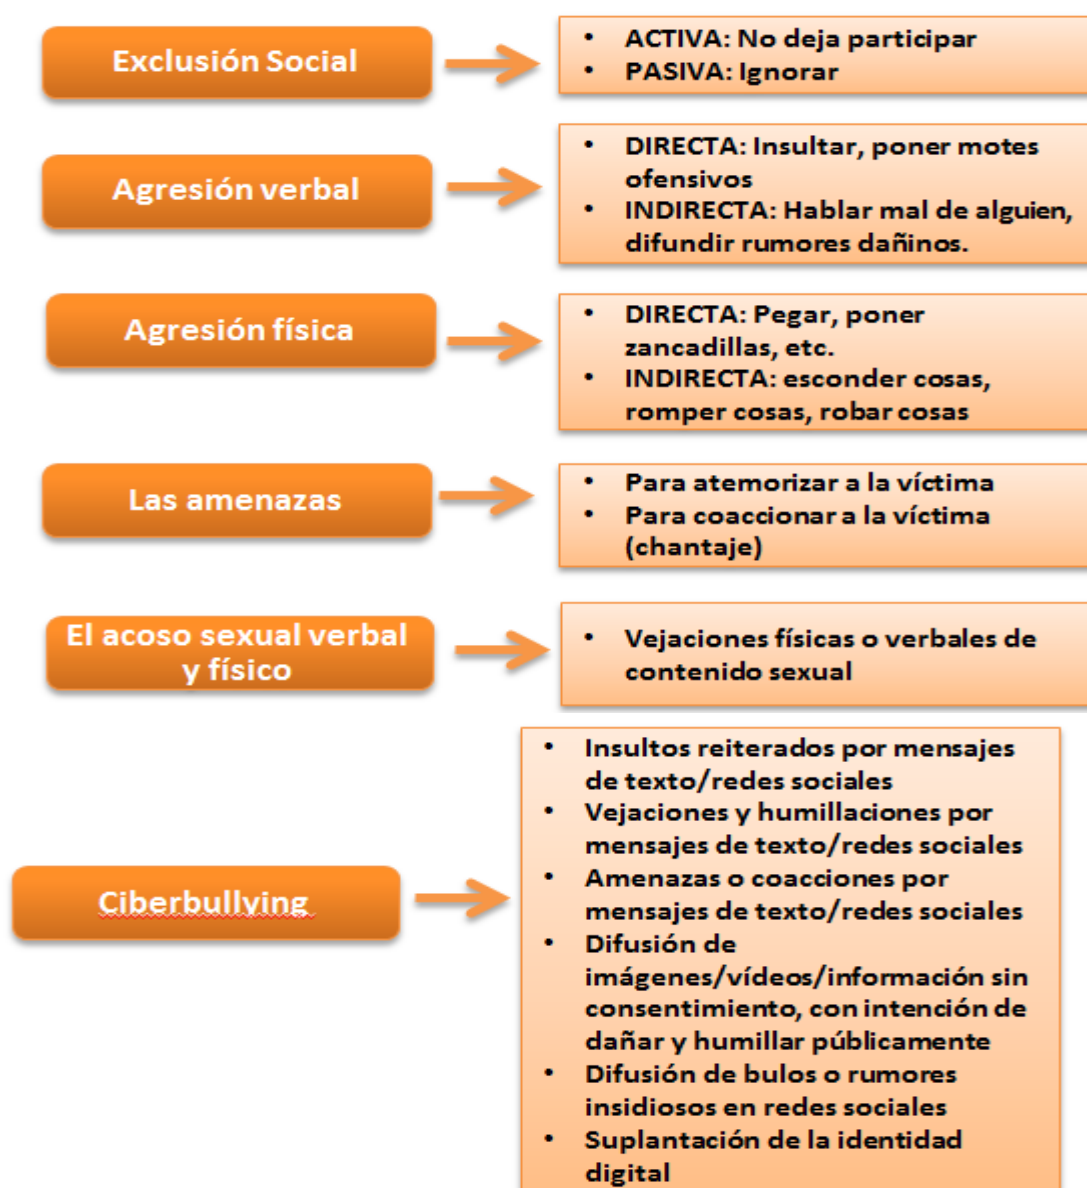 Exclusión Social
• ACTIVA: No deja participar
• PASIVA: Ignorar
Agresión verbal
• DIRECTA: Insultar, poner motes
ofensivos
• INDIRECTA: Hablar mal de alguien,
difundir rumores dañinos.
Agresión física
• DIRECTA: Pegar, poner
zancadillas, etc.
• INDIRECTA: esconder cosas,
romper cosas, robar cosas
Las amenazas
• Para atemorizar a la víctima
• Para coaccionar a la víctima
(chantaje)
El acoso sexual verbal
y físico
• Vejaciones físicas o verbales de
contenido sexual
Ciberbullying
• Insultos reiterados por mensajes
de texto/redes sociales
• Vejaciones y humillaciones por
mensajes de texto/redes sociales
• Amenazas o coacciones por
mensajes de texto/redes sociales
• Difusión de
imágenes/vídeos/información sin
consentimiento, con intención de
dañar y humillar públicamente
• Difusión de bulos o rumores
insidiosos en redes sociales
• Suplantación de la identidad
digital